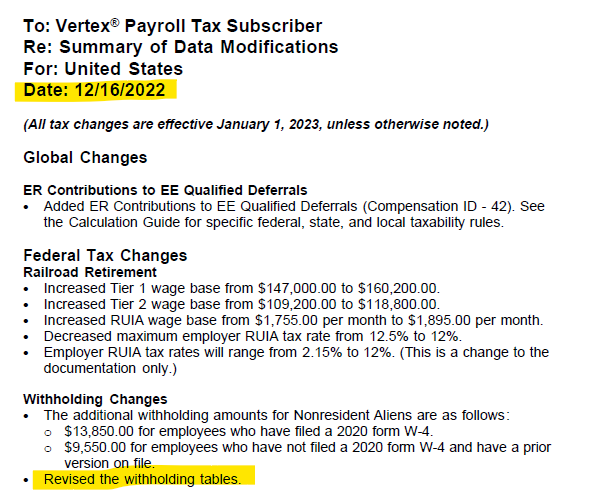 To: Vertex® Payroll Tax Subscriber
Re: Summary of Data Modifications
For: United States
Date: 12/16/2022
(All tax changes are effective January 1, 2023, unless otherwise noted.)
Global Changes
ER Contributions to EE Qualified Deferrals
• Added ER Contributions to EE Qualified Deferrals (Compensation ID - 42). See
the Calculation Guide for specific federal, state, and local taxability rules.
Federal Tax Changes
Railroad Retirement
• Increased Tier 1 wage base from $147,000.00 to $160,200.00.
• Increased Tier 2 wage base from $109,200.00 to $118,800.00.
• Increased RUIA wage base from $1,755.00 per month to $1,895.00 per month.
• Decreased maximum employer RUIA tax rate from 12.5% to 12%.
• Employer RUIA tax rates will range from 2.15% to 12%. (This is a change to the
documentation only.)
Withholding Changes
• The additional withholding amounts for Nonresident Aliens are as follows:
o $13,850.00 for employees who have filed a 2020 form W-4.
o $9,550.00 for employees who have not filed a 2020 form W-4 and have a prior
version on file.
• Revised the withholding tables.